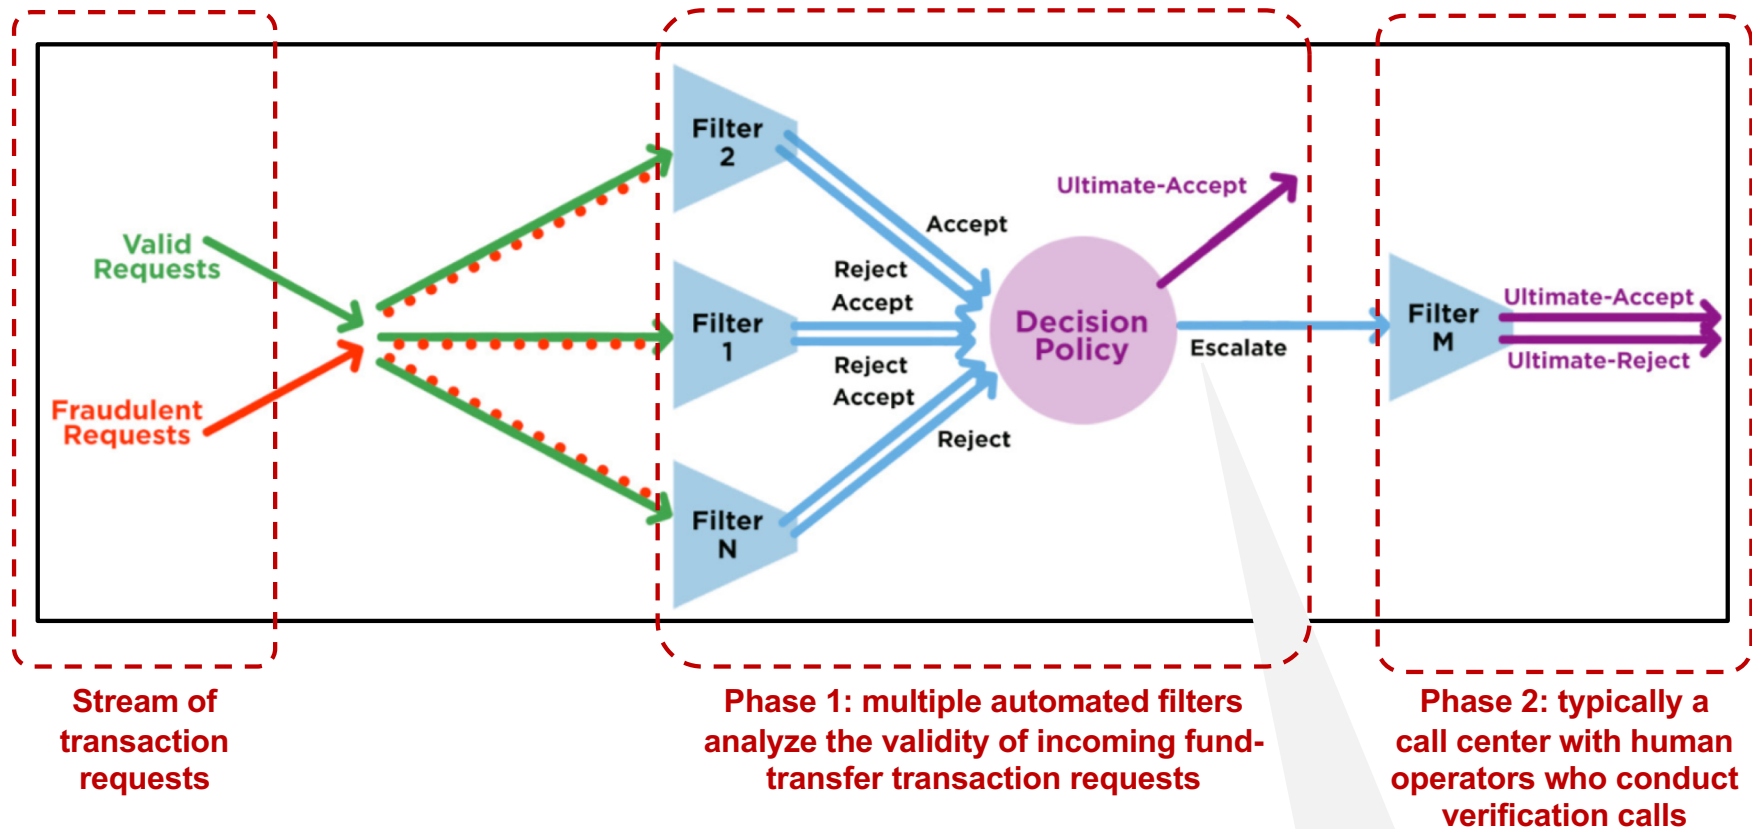 Valid
Requests
Fraudulent
Requests
Filter
2
Filter
1
Filter
N
Accept
Reject
Accept
Reject
Accept
Reject
Decision
Policy
Ultimate-Accept
Escalate
Filter
M
Ultimate-Accept
Ultimate-Reject
Stream of
transaction
requests
Phase 1: multiple automated filters
analyze the validity of incoming fund-
transfer transaction requests
Phase 2: typically a
call center with human
operators who conduct
verification calls